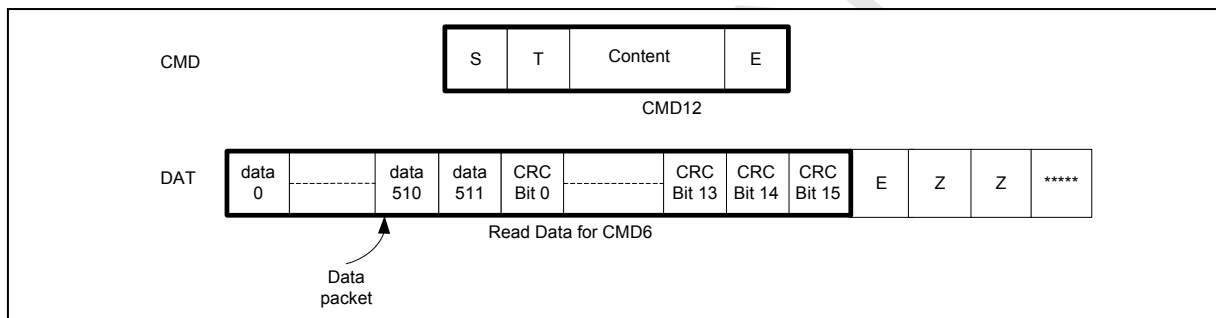 CMD
S T Content E
CMD12
DAT
data 0 data 510 data 511 CRC Bit 0 CRC Bit 13 CRC Bit 14 CRC Bit 15 E Z Z *****
Read Data for CMD6
Data
packet